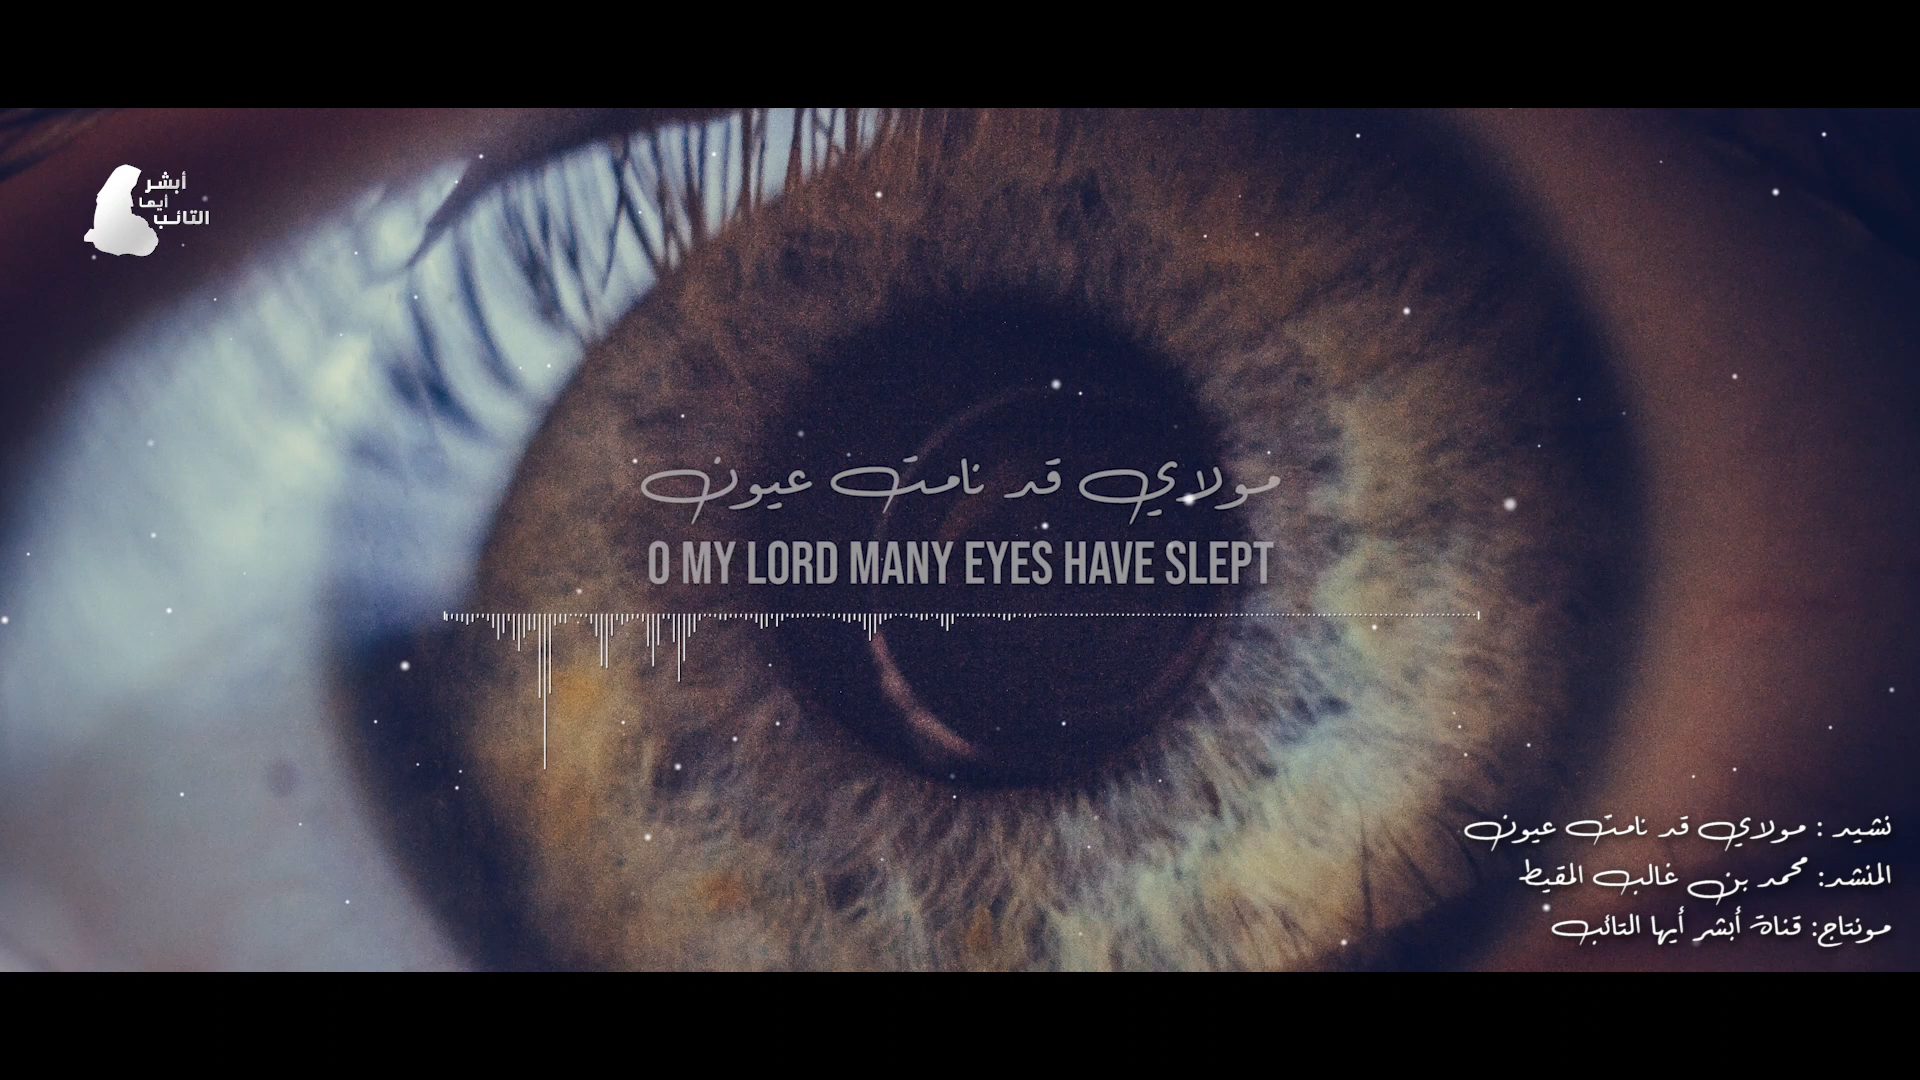 أبشر
أيها
التائب
مولاي قد نامت عيون
O MY LORD MANY EYES HAVE SLEPT
نشيد : مولاي قد نامت عيون
المنشد: محمد بن غالب المقيط
مونتاج: قناة أبشر أيها التائب